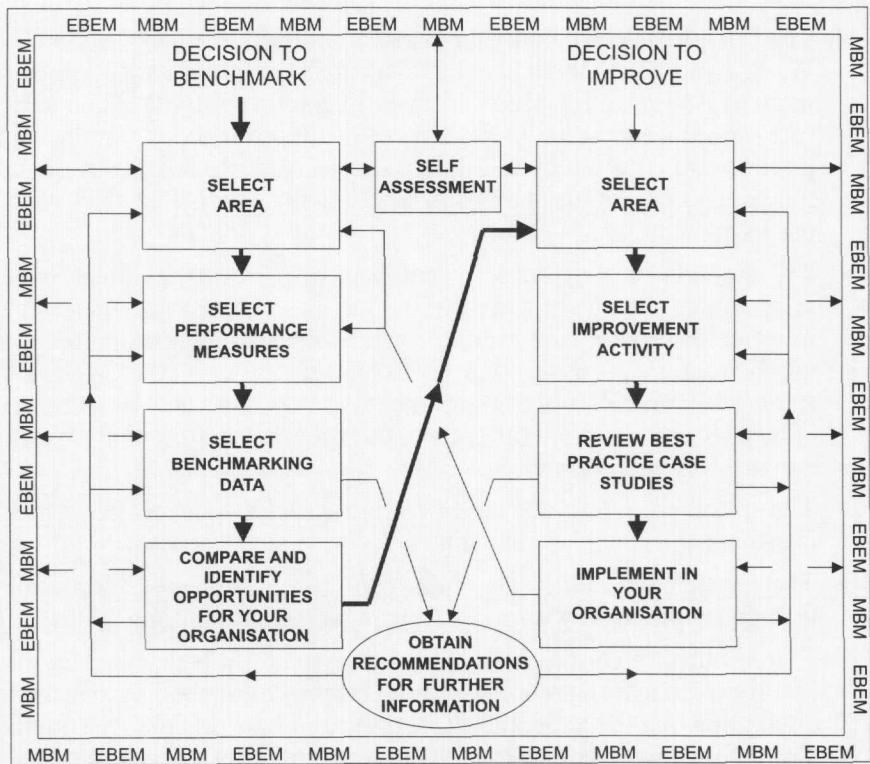 EBEM MBM EBEM MBM EBEM MBM EBEM MBM EBEM MBM EBEM
DECISION TO
BENCHMARK
DECISION TO
IMPROVE
SELECT
AREA
SELF
ASSESSMENT
SELECT
AREA
SELECT
PERFORMANCE
MEASURES
SELECT
IMPROVEMENT
ACTIVITY
SELECT
BENCHMARKING
DATA
REVIEW BEST
PRACTICE CASE
STUDIES
COMPARE AND
IDENTIFY
OPPORTUNITIES
FOR YOUR
ORGANISATION
IMPLEMENT IN
YOUR
ORGANISATION
OBTAIN
RECOMMENDATIONS
FOR FURTHER
INFORMATION
EBEM MBM EBEM MBM EBEM MBM EBEM MBM EBEM MBM
MBM EBEM MBM EBEM MBM EBEM MBM EBEM MBM EBEM
MBM EBEM MBM EBEM MBM EBEM MBM EBEM MBM EBEM MBM EBEM